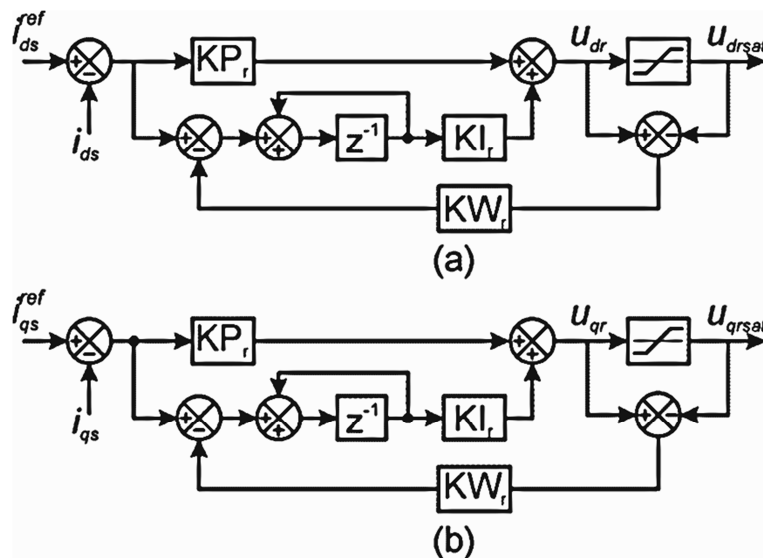 i_ds^ref
KP_r
u_dr
u_drsat
i_ds
z^-1
KI_r
KW_r
(a)
i_qs^ref
KP_r
u_qr
u_qrsat
i_qs
z^-1
KI_r
KW_r
(b)